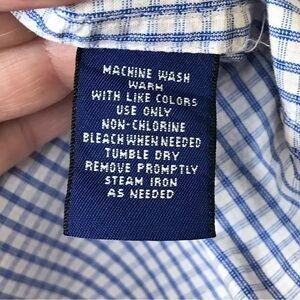 MACHINE WASH
WARM
WITH LIKE COLORS
USE ONLY
NON-CHLORINE
BLEACH WHEN NEEDED
TUMBLE DRY
REMOVE PROMPTLY
STEAM IRON
AS NEEDED